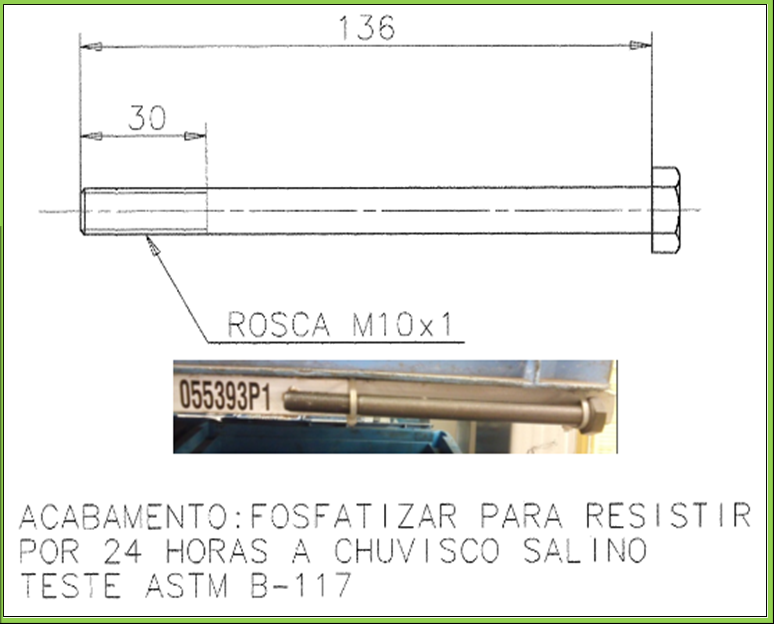 136
30
ROSCA M10x1
055393P1
ACABAMENTO:FOSFATIZAR PARA RESISTIR
POR 24 HORAS A CHUVISCO SALINO
TESTE ASTM B-117